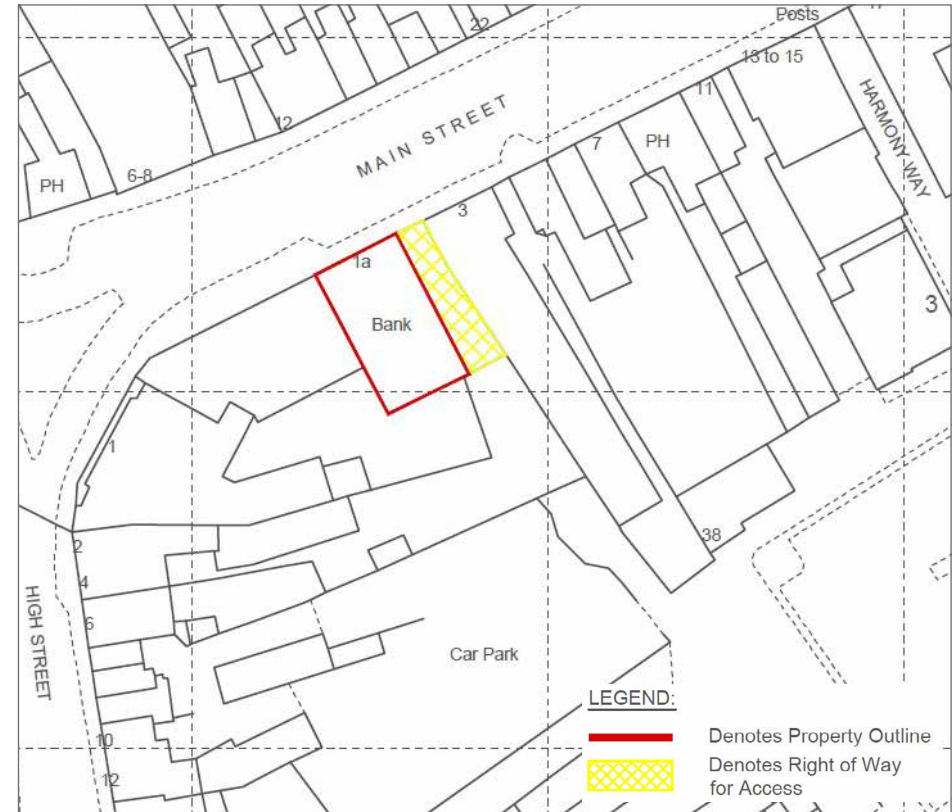 22
Posts
13 to 15
12
MAIN STREET
11
HARMONY WAY
7
PH
PH
6-8
3
1a
3
Bank
1
38
2
4
HIGH STREET
6
Car Park
LEGEND:
10
Denotes Property Outline
12
Denotes Right of Way
for Access